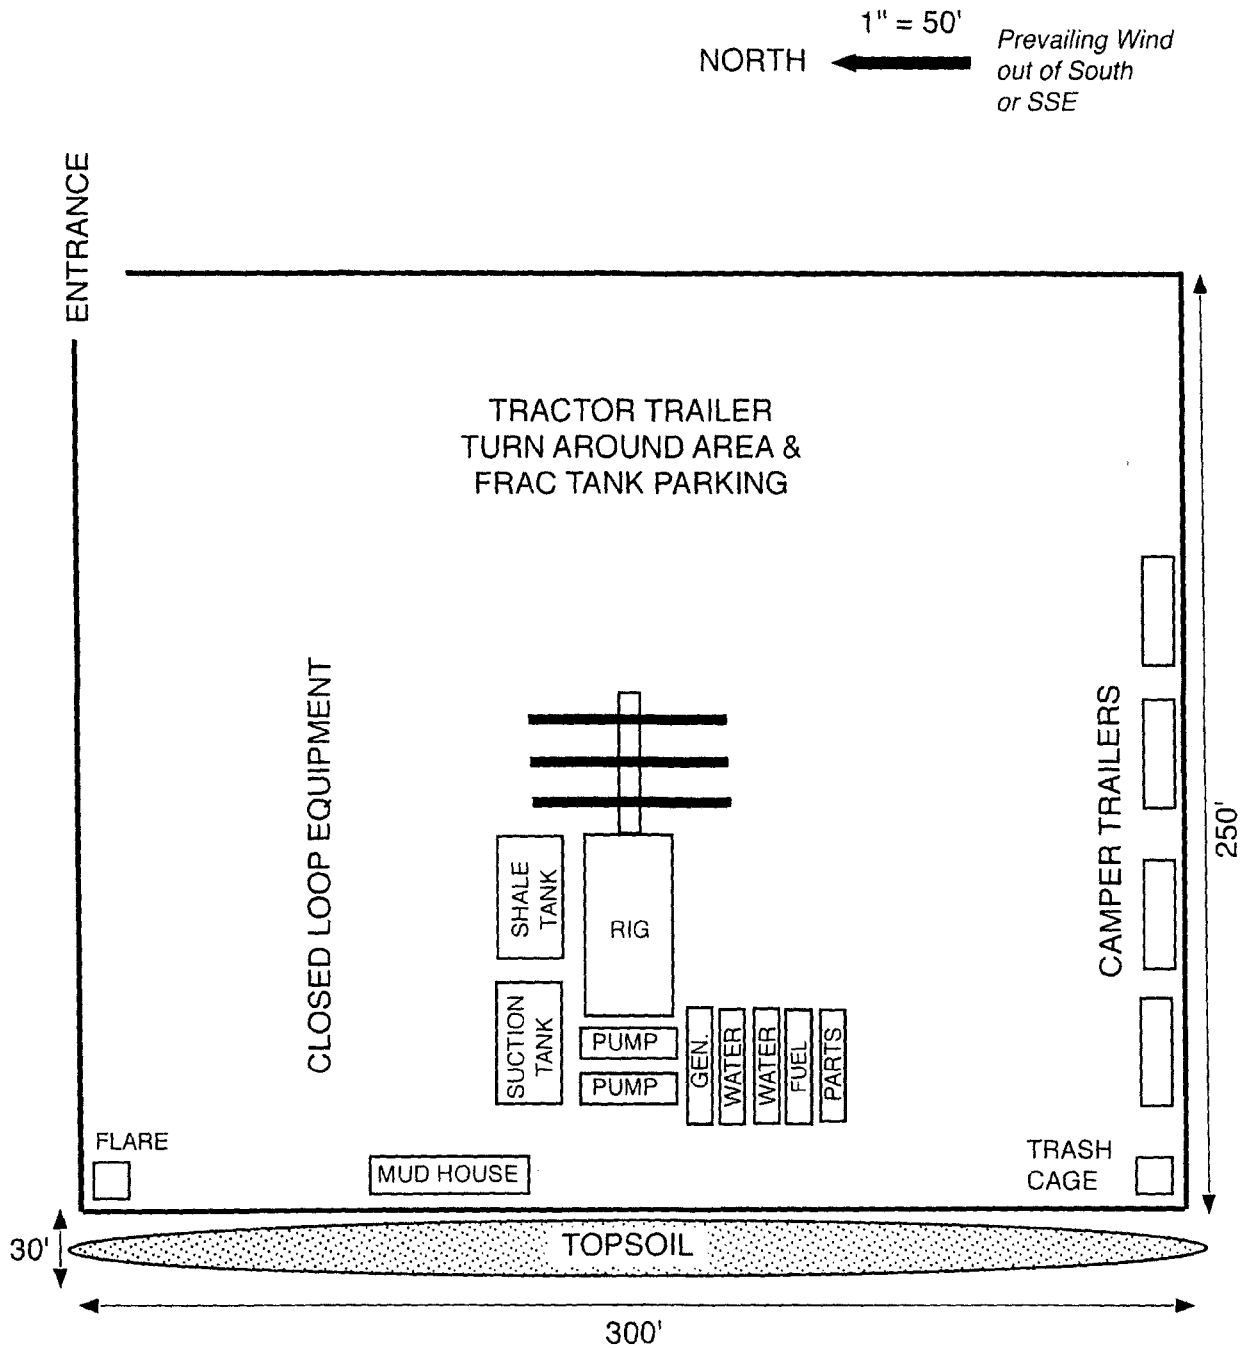 1" = 50'
NORTH
Prevailing Wind
out of South
or SSE
ENTRANCE
TRACTOR TRAILER
TURN AROUND AREA &
FRAC TANK PARKING
CLOSED LOOP EQUIPMENT
CAMPER TRAILERS
250'
SHALE
TANK
RIG
SUCTION
TANK
PUMP
PUMP
GEN.
WATER
WATER
FUEL
PARTS
FLARE
MUD HOUSE
TRASH
CAGE
30'
TOPSOIL
300'